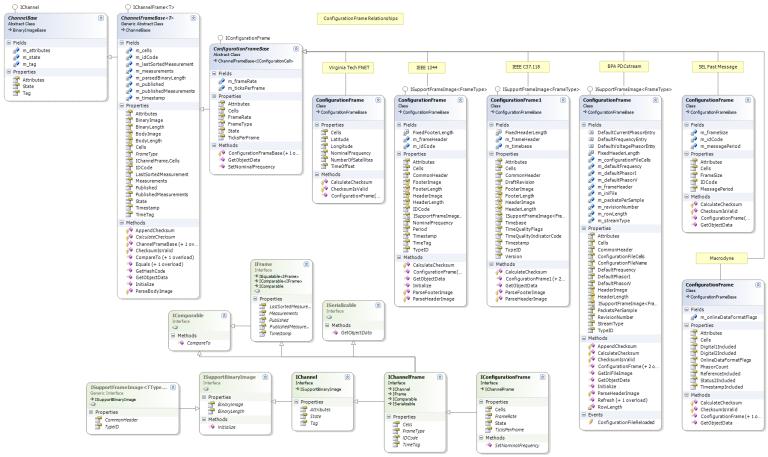 IChannel
ChannelBase
Abstract Class
BinaryImageBase
Fields
m_attributes
m_state
m_tag
Properties
Attributes
State
Tag
IChannelFrame<T>
ChannelFrameBase<T>
Generic Abstract Class
ChannelBase
Fields
m_cells
m_idCode
m_lastSortedMeasurement
m_measurements
m_parsedBinaryLength
m_published
m_publishedMeasurements
m_timestamp
Properties
Attributes
BinaryImage
BinaryLength
BodyImage
BodyLength
Cells
FrameType
IChannelFrame.Cells
IDCode
LastSortedMeasurement
Measurements
Published
PublishedMeasurements
State
Timestamp
TimeTag
Methods
AppendChecksum
CalculateChecksum
ChannelFrameBase (+ 1 ov...
ChecksumIsValid
CompareTo (+ 1 overload)
Equals (+ 1 overload)
GetHashCode
GetObjectData
Initialize
ParseBodyImage
Configuration Frame Relationships
IConfigurationFrame
ConfigurationFrameBase
Abstract Class
ChannelFrameBase<IConfigurationCell>
Fields
m_frameRate
m_ticksPerFrame
Properties
Attributes
Cells
FrameRate
FrameType
State
TicksPerFrame
Methods
ConfigurationFrameBase (+ 1 o...
GetObjectData
SetNominalFrequency
Virginia Tech FNET
ConfigurationFrame
Class
ConfigurationFrameBase
Properties
Cells
Latitude
Longitude
NominalFrequency
NumberOfSatellites
TimeOffset
Methods
CalculateChecksum
ChecksumIsValid
ConfigurationFrame(...
IEEE 1344
ISupportFrameImage<FrameType>
ConfigurationFrame
Class
ConfigurationFrameBase
Fields
FixedFooterLength
m_frameHeader
m_idCode
Properties
Attributes
Cells
CommonHeader
FooterImage
FooterLength
HeaderImage
HeaderLength
IDCode
ISupportFrameImage...
NominalFrequency
Period
Timestamp
TimeTag
TypeID
Methods
CalculateChecksum
ConfigurationFrame(...
GetObjectData
Initialize
ParseFooterImage
ParseHeaderImage
IEEE C37.118
ISupportFrameImage<FrameType>
ConfigurationFrame1
Class
ConfigurationFrameBase
Fields
FixedHeaderLength
m_frameHeader
m_timebase
Properties
Attributes
Cells
CommonHeader
DraftRevision
FooterImage
FooterLength
HeaderImage
HeaderLength
ISupportFrameImage<Fre...
Timebase
TimeQualityFlags
TimeQualityIndicatorCode
Timestamp
TypeID
Version
Methods
CalculateChecksum
ConfigurationFrame1 (+ 2...
GetObjectData
ParseFooterImage
ParseHeaderImage
BPA PDCstream
ISupportFrameImage<FrameType>
ConfigurationFrame
Class
ConfigurationFrameBase
Fields
DefaultCurrentPhasorEntry
DefaultFrequencyEntry
DefaultVoltagePhasorEntry
FixedHeaderLength
m_configurationFileCells
m_defaultFrequency
m_defaultPhasorI
m_defaultPhasorV
m_frameHeader
m_iniFile
m_packetsPerSample
m_revisionNumber
m_rowLength
m_streamType
Properties
Attributes
Cells
CommonHeader
ConfigurationFileCells
ConfigurationFileName
DefaultFrequency
DefaultPhasorI
DefaultPhasorV
HeaderImage
HeaderLength
ISupportFrameImage<Fra...
PacketsPerSample
RevisionNumber
StreamType
TypeID
Methods
AppendChecksum
CalculateChecksum
ChecksumIsValid
ConfigurationFrame (+ 2 o...
GetIniFileImage
GetObjectData
Initialize
ParseHeaderImage
Refresh (+ 1 overload)
RowLength
Events
ConfigurationFileReloaded
SEL Fast Message
ConfigurationFrame
Class
ConfigurationFrameBase
Fields
m_frameSize
m_idCode
m_messagePeriod
Properties
Attributes
Cells
FrameSize
IDCode
MessagePeriod
Methods
CalculateChecksum
ChecksumIsValid
ConfigurationFrame (+ 1 o...
GetObjectData
Macrodyne
ConfigurationFrame
Class
ConfigurationFrameBase
Fields
m_onlineDataFormatFlags
Properties
Attributes
Cells
Digital1Included
Digital2Included
OnlineDataFormatFlags
PhasorCount
ReferenceIncluded
Status2Included
TimestampIncluded
Methods
CalculateChecksum
ChecksumIsValid
ConfigurationFrame (+ 1 o...
GetObjectData
IFrame
Interface
IEquatable<IFrame>
IComparable<IFrame>
IComparable
Properties
LastSortedMeasure...
Measurements
Published
PublishedMeasure...
Timestamp
IComparable
Interface
Methods
CompareTo
ISerializable
Interface
Methods
GetObjectData
ISupportFrameImage<TType...
Generic Interface
ISupportBinaryImage
Properties
CommonHeader
TypeID
ISupportBinaryImage
Interface
Properties
BinaryImage
BinaryLength
Methods
Initialize
IChannel
Interface
ISupportBinaryImage
Properties
Attributes
State
Tag
IChannelFrame
Interface
IChannel
IFrame
IComparable
ISerializable
Properties
Cells
FrameType
IDCode
TimeTag
IConfigurationFrame
Interface
IChannelFrame
Properties
Cells
FrameRate
State
TicksPerFrame
Methods
SetNominalFrequency